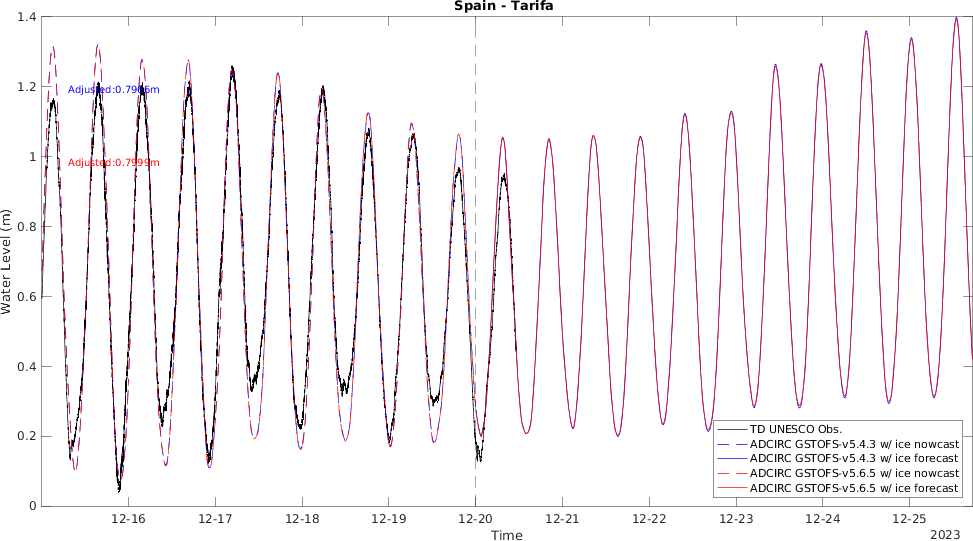 Spain - Tarifa
1.4
1.2
1
0.8
0.6
0.4
0.2
0
Water Level (m)
Adjusted:0.7999m
12-16
12-17
12-18
12-19
12-20
12-21
12-22
12-23
12-24
12-25
Time
2023
TD UNESCO Obs.
ADCIRC GSTOFS-v5.4.3 w/ ice nowcast
ADCIRC GSTOFS-v5.4.3 w/ ice forecast
ADCIRC GSTOFS-v5.6.5 w/ ice nowcast
ADCIRC GSTOFS-v5.6.5 w/ ice forecast